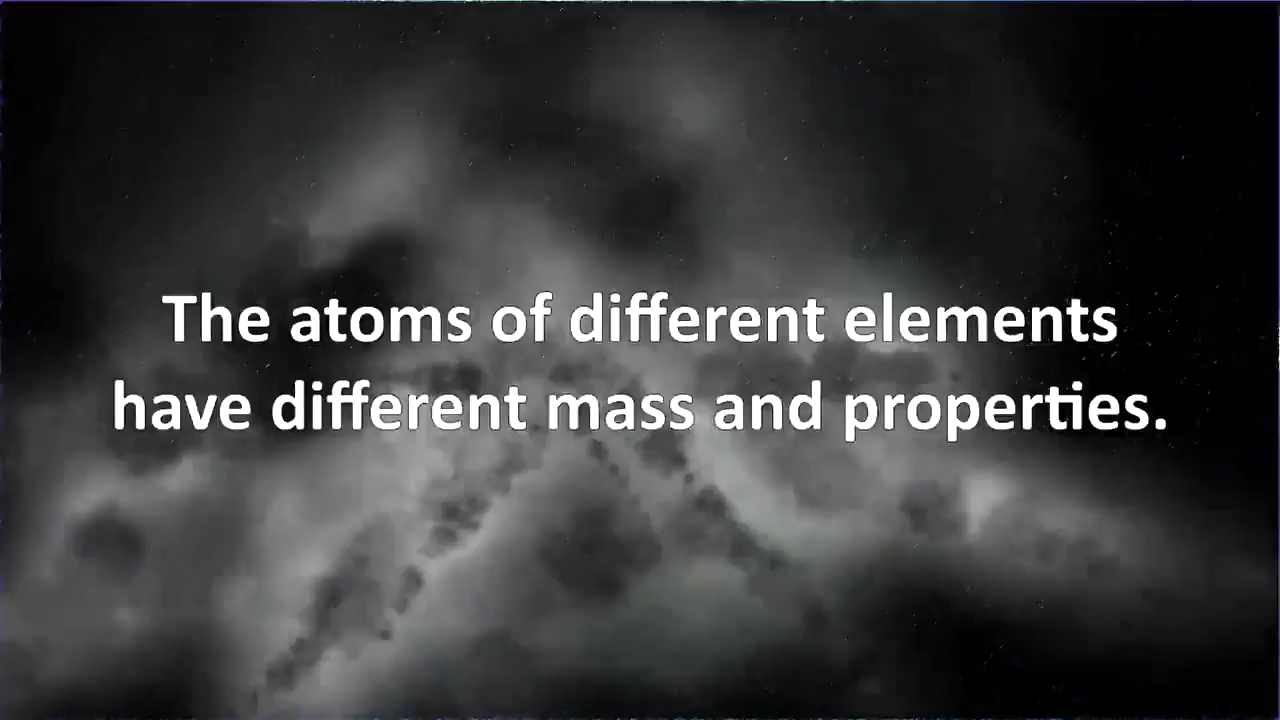 The atoms of different elements
have different mass and properties.